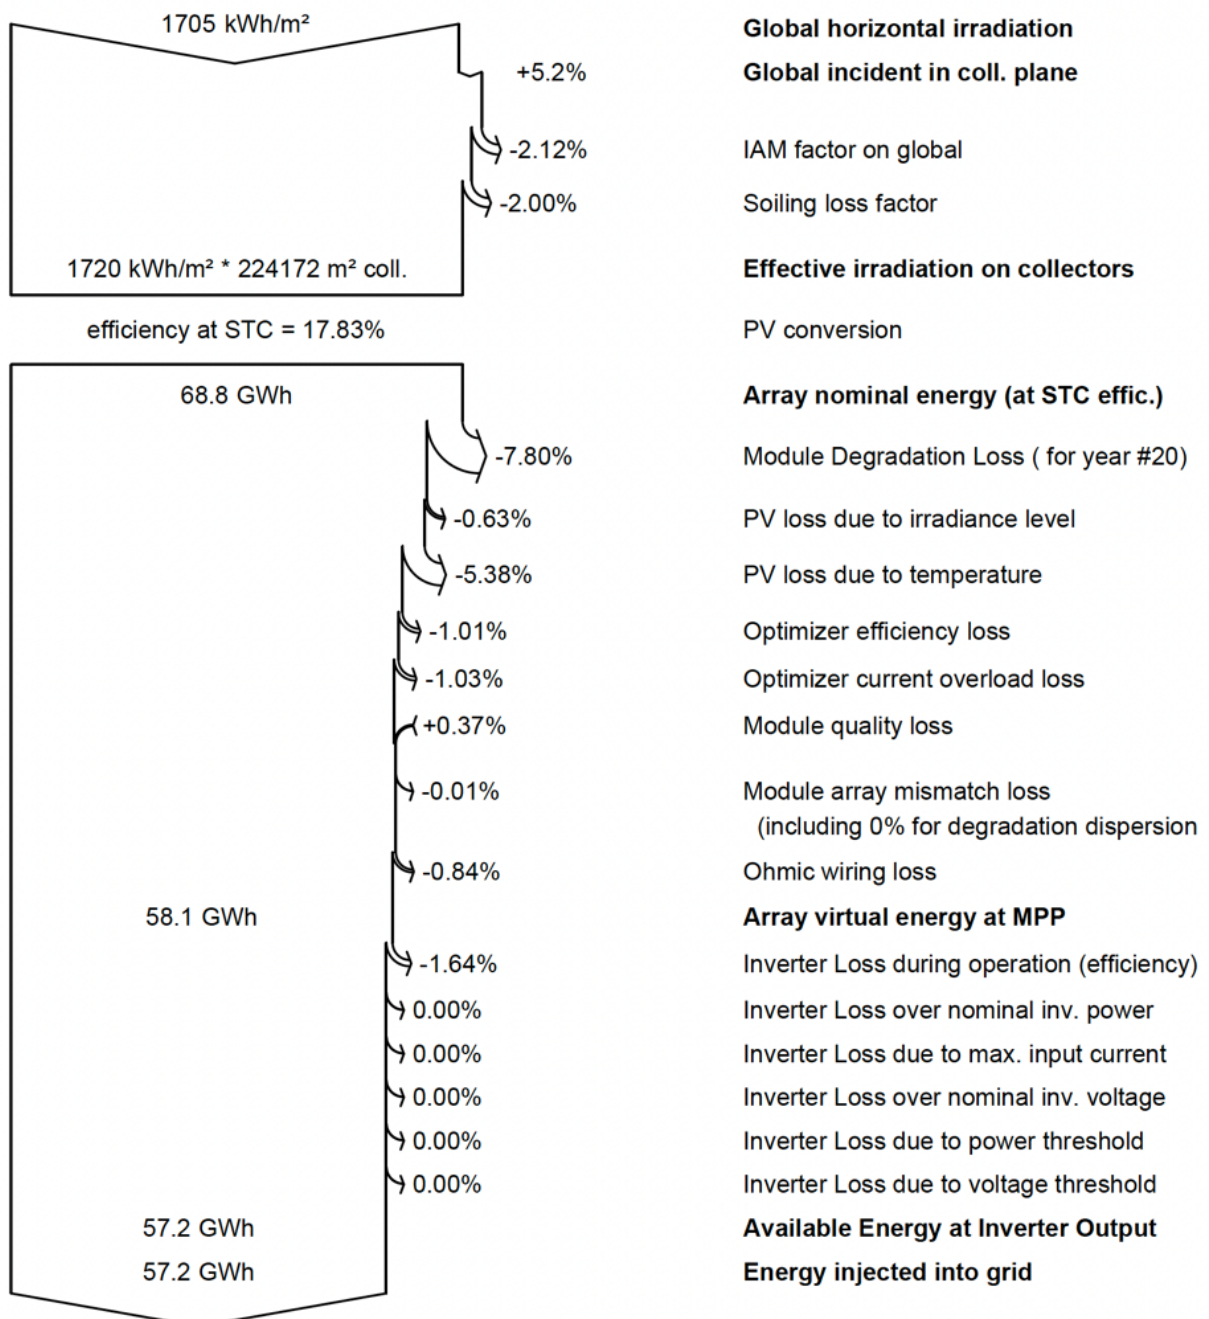 1705 kWh/m² Global horizontal irradiation
+5.2% Global incident in coll. plane
-2.12% IAM factor on global
-2.00% Soiling loss factor
1720 kWh/m² * 224172 m² coll. Effective irradiation on collectors
efficiency at STC = 17.83% PV conversion
68.8 GWh Array nominal energy (at STC effic.)
-7.80% Module Degradation Loss ( for year #20)
-0.63% PV loss due to irradiance level
-5.38% PV loss due to temperature
-1.01% Optimizer efficiency loss
-1.03% Optimizer current overload loss
+0.37% Module quality loss
-0.01% Module array mismatch loss
(including 0% for degradation dispersion
-0.84% Ohmic wiring loss
58.1 GWh Array virtual energy at MPP
-1.64% Inverter Loss during operation (efficiency)
0.00% Inverter Loss over nominal inv. power
0.00% Inverter Loss due to max. input current
0.00% Inverter Loss over nominal inv. voltage
0.00% Inverter Loss due to power threshold
0.00% Inverter Loss due to voltage threshold
57.2 GWh Available Energy at Inverter Output
57.2 GWh Energy injected into grid